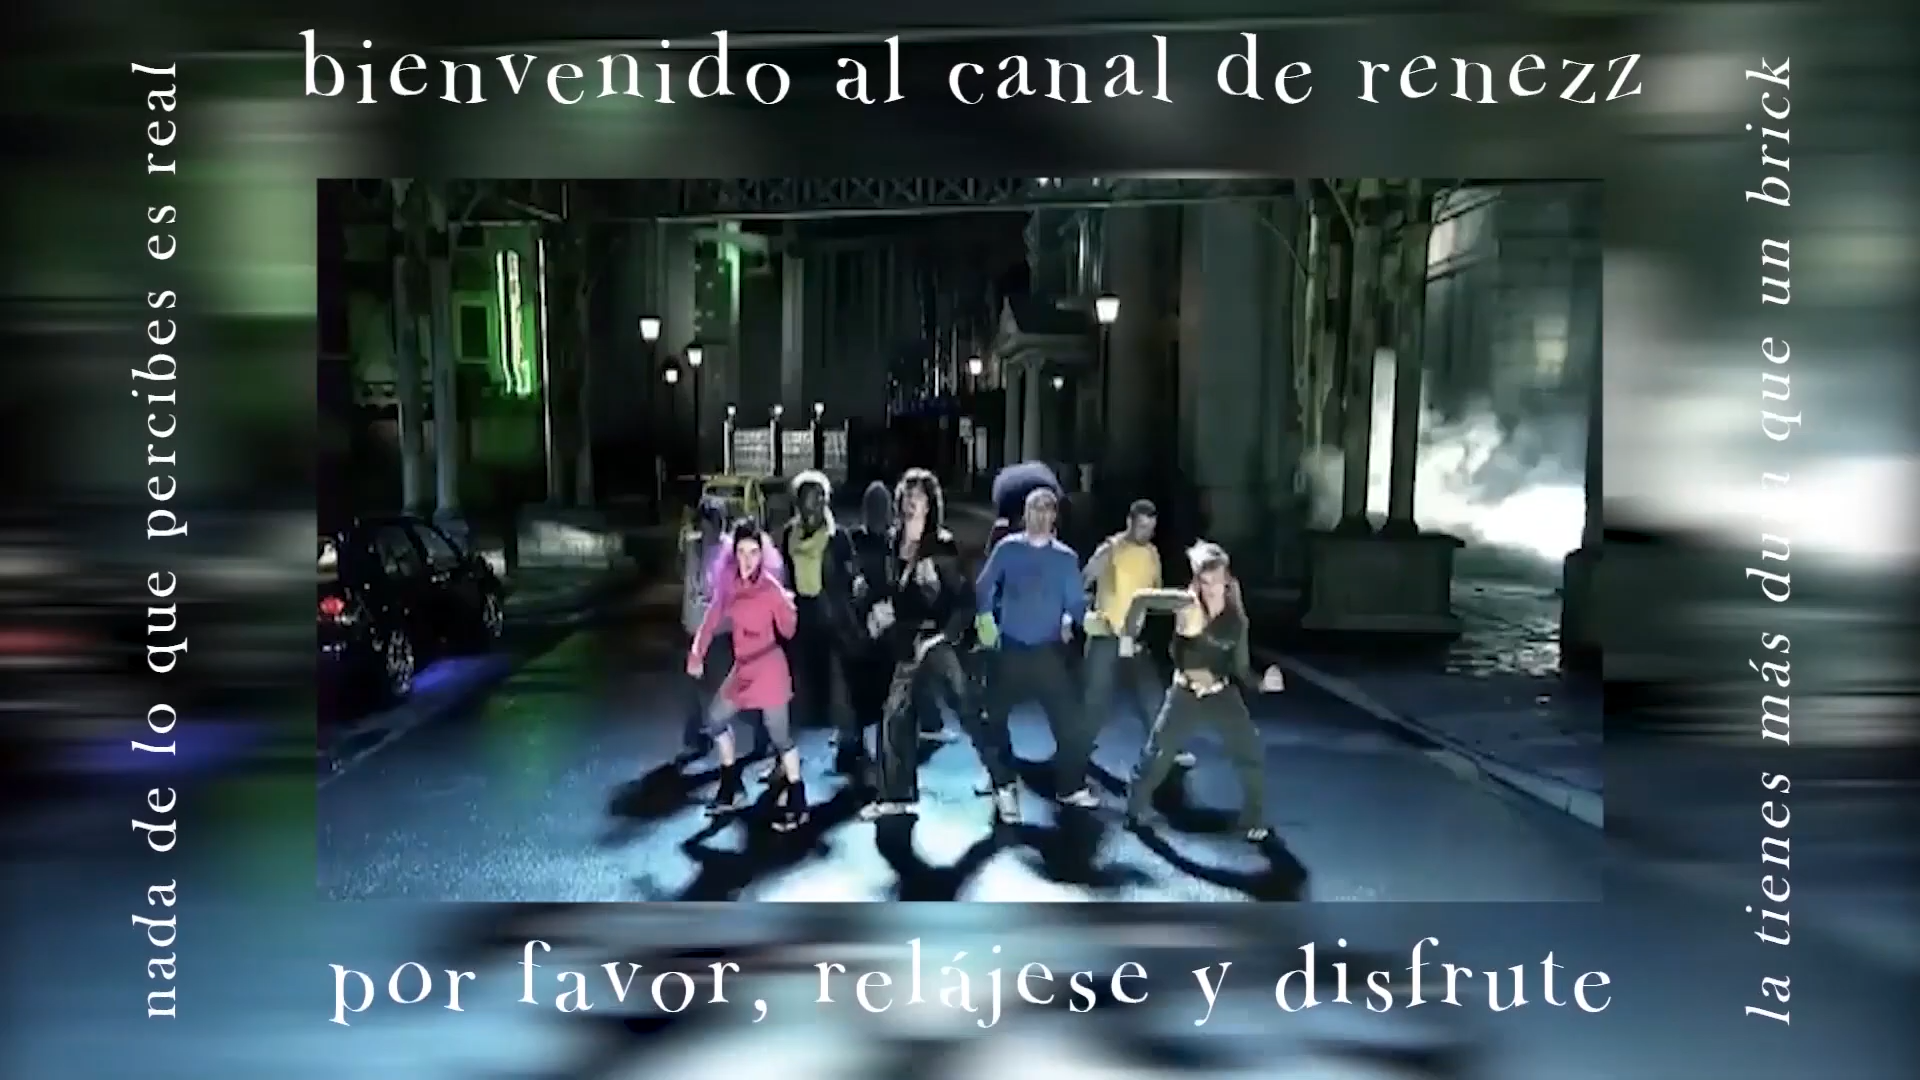 bienvenido al canal de renezz
nada de lo que percibes es real
la tienes más du n que un brick
por favor, relájese y disfrute